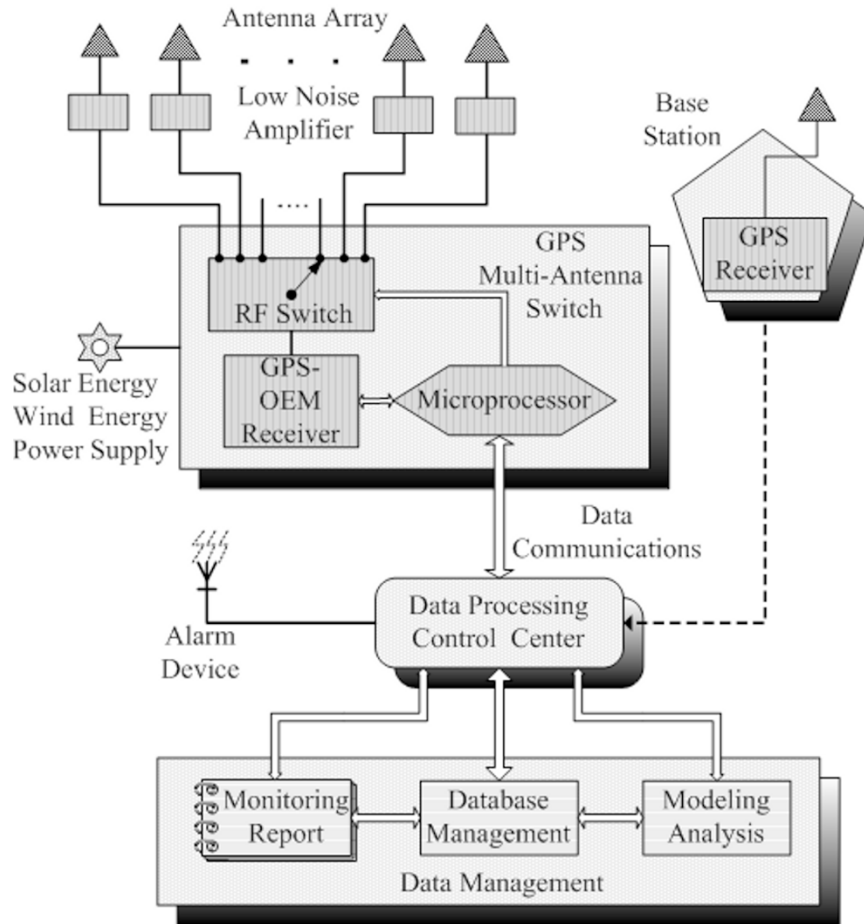 Antenna Array
. . .
Low Noise
Amplifier
Base
Station
....
GPS
Multi-Antenna
Switch
GPS
Receiver
RF Switch
GPS-
OEM
Receiver
Microprocessor
Solar Energy
Wind Energy
Power Supply
Data
Communications
Alarm
Device
Data Processing
Control Center
Monitoring
Report
Database
Management
Modeling
Analysis
Data Management